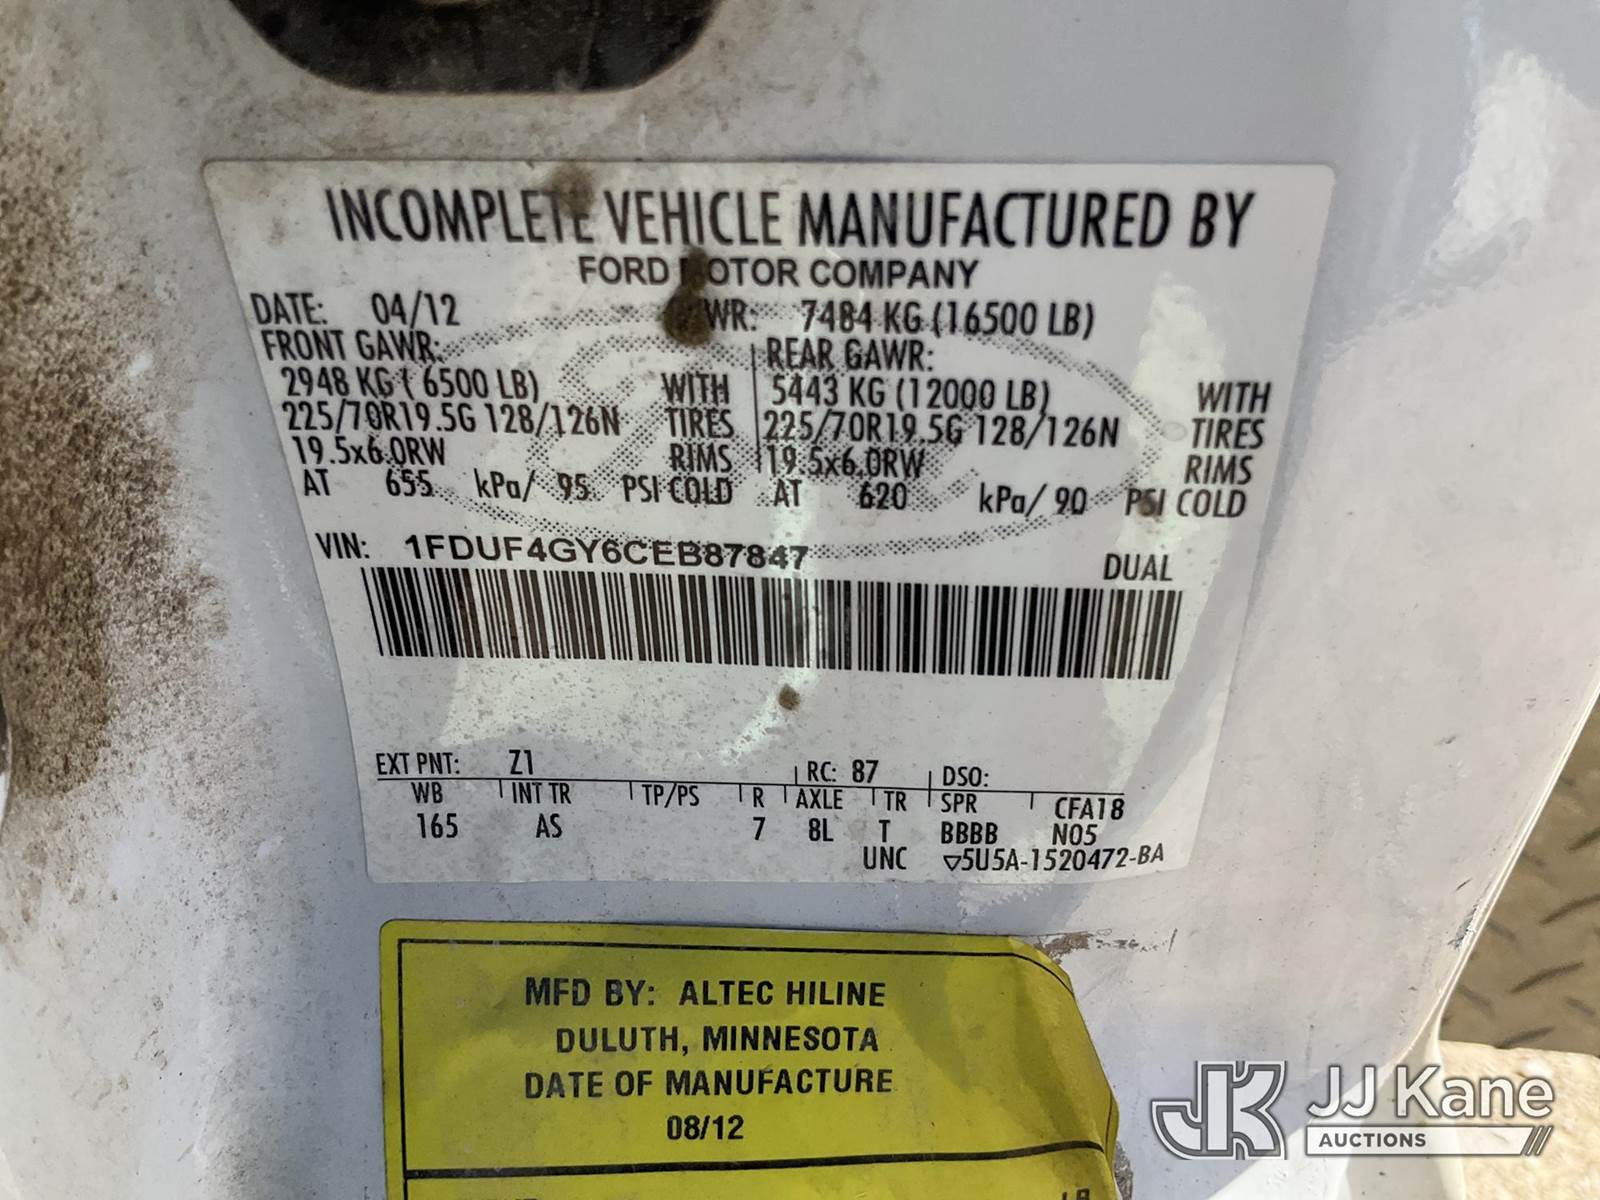 INCOMPLETE VEHICLE MANUFACTURED BY
FORD MOTOR COMPANY
DATE: 04/12 WR: 7484 KG (16500 LB)
FRONT GAWR: REAR GAWR:
2948 KG ( 6500 LB) WITH 5443 KG (12000 LB) WITH
225/70R19.5G 128/126N TIRES 225/70R19.5G 128/126N TIRES
19.5x6.0RW RIMS 19.5x6.0RW RIMS
AT 655 kPa/ 95 PSI COLD AT 620 kPa/ 90 PSI COLD
VIN: 1FDUF4GY6CEB87847 DUAL
EXT PNT: Z1 RC: 87 DSO:
WB INT TR TP/PS R AXLE TR SPR CFA18
165 AS 7 8L T BBBB N05
UNC ▽5U5A-1520472-BA
MFD BY: ALTEC HILINE
DULUTH, MINNESOTA
DATE OF MANUFACTURE
08/12
LB
JK JJ Kane
AUCTIONS